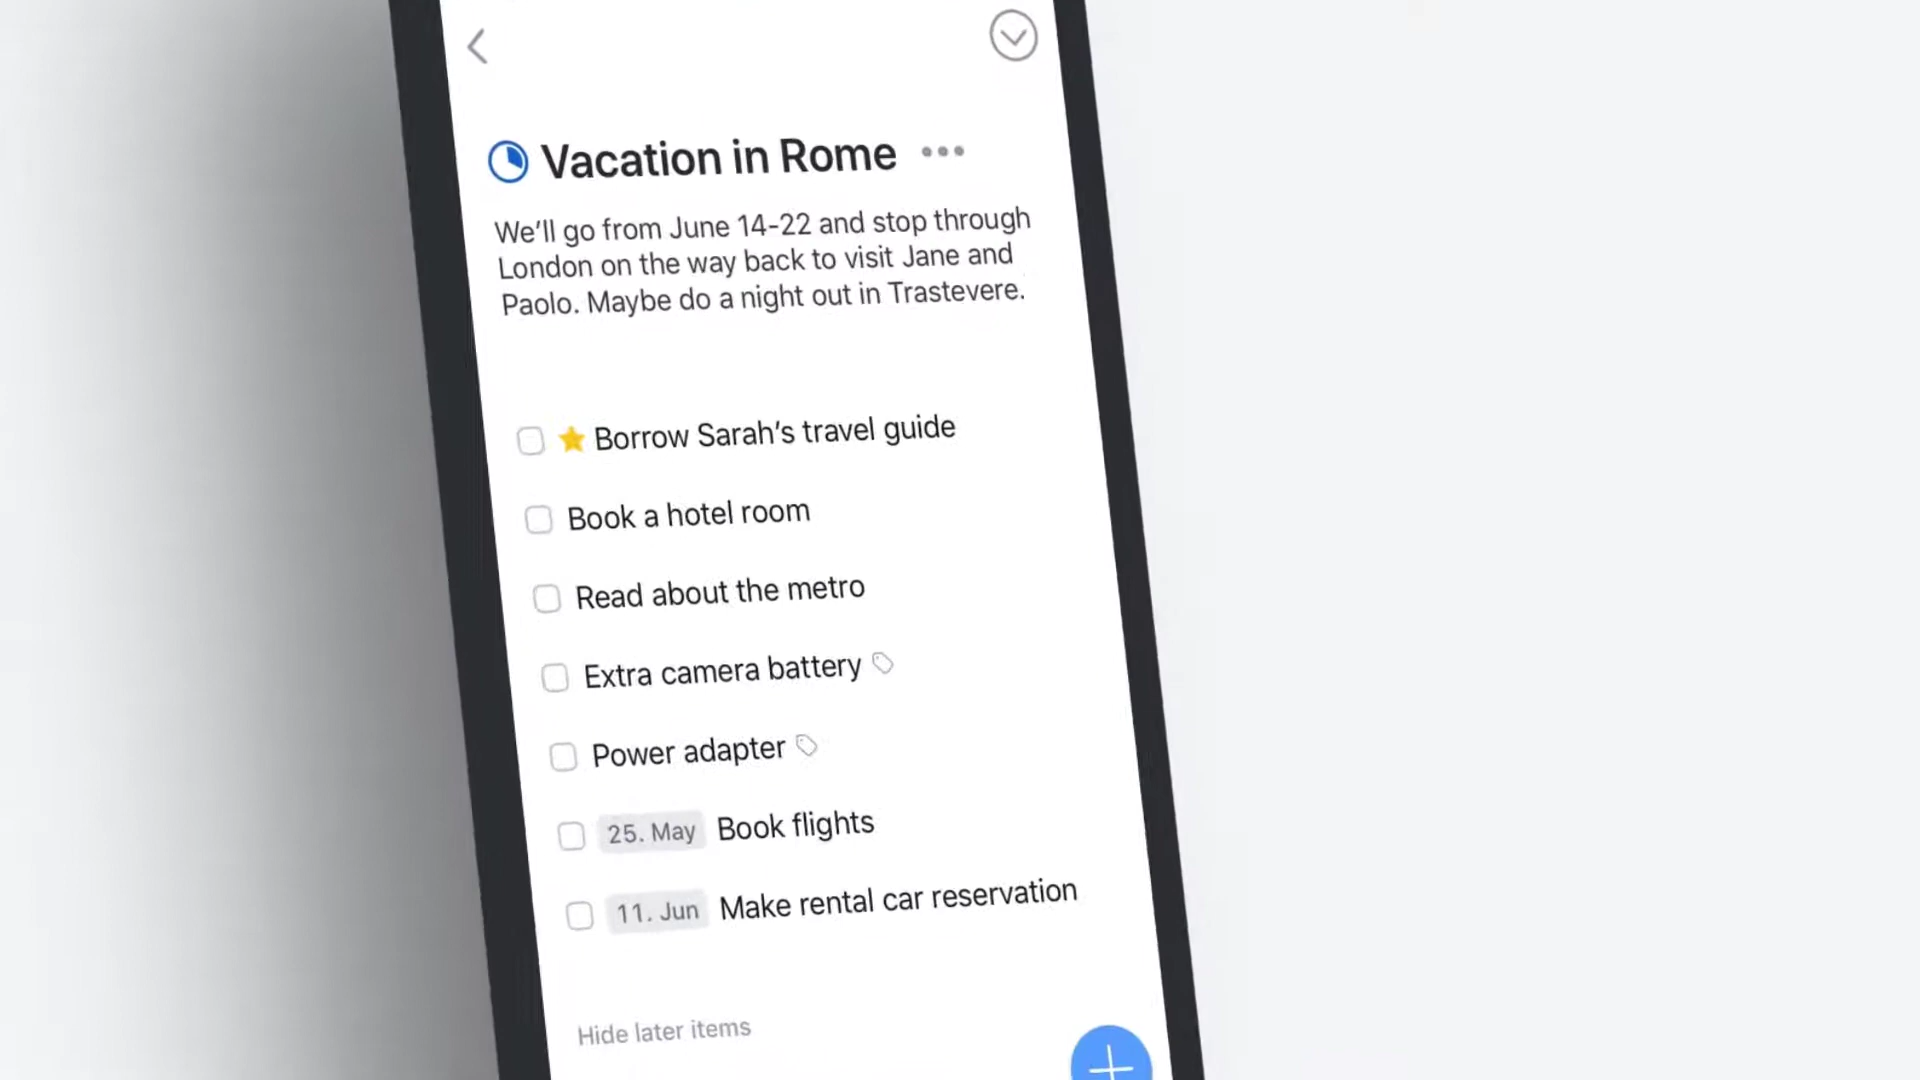 Vacation in Rome
We'll go from June 14-22 and stop through
London on the way back to visit Jane and
Paolo. Maybe do a night out in Trastevere.
Borrow Sarah's travel guide
Book a hotel room
Read about the metro
Extra camera battery
Power adapter
25. May Book flights
11. Jun Make rental car reservation
Hide later items